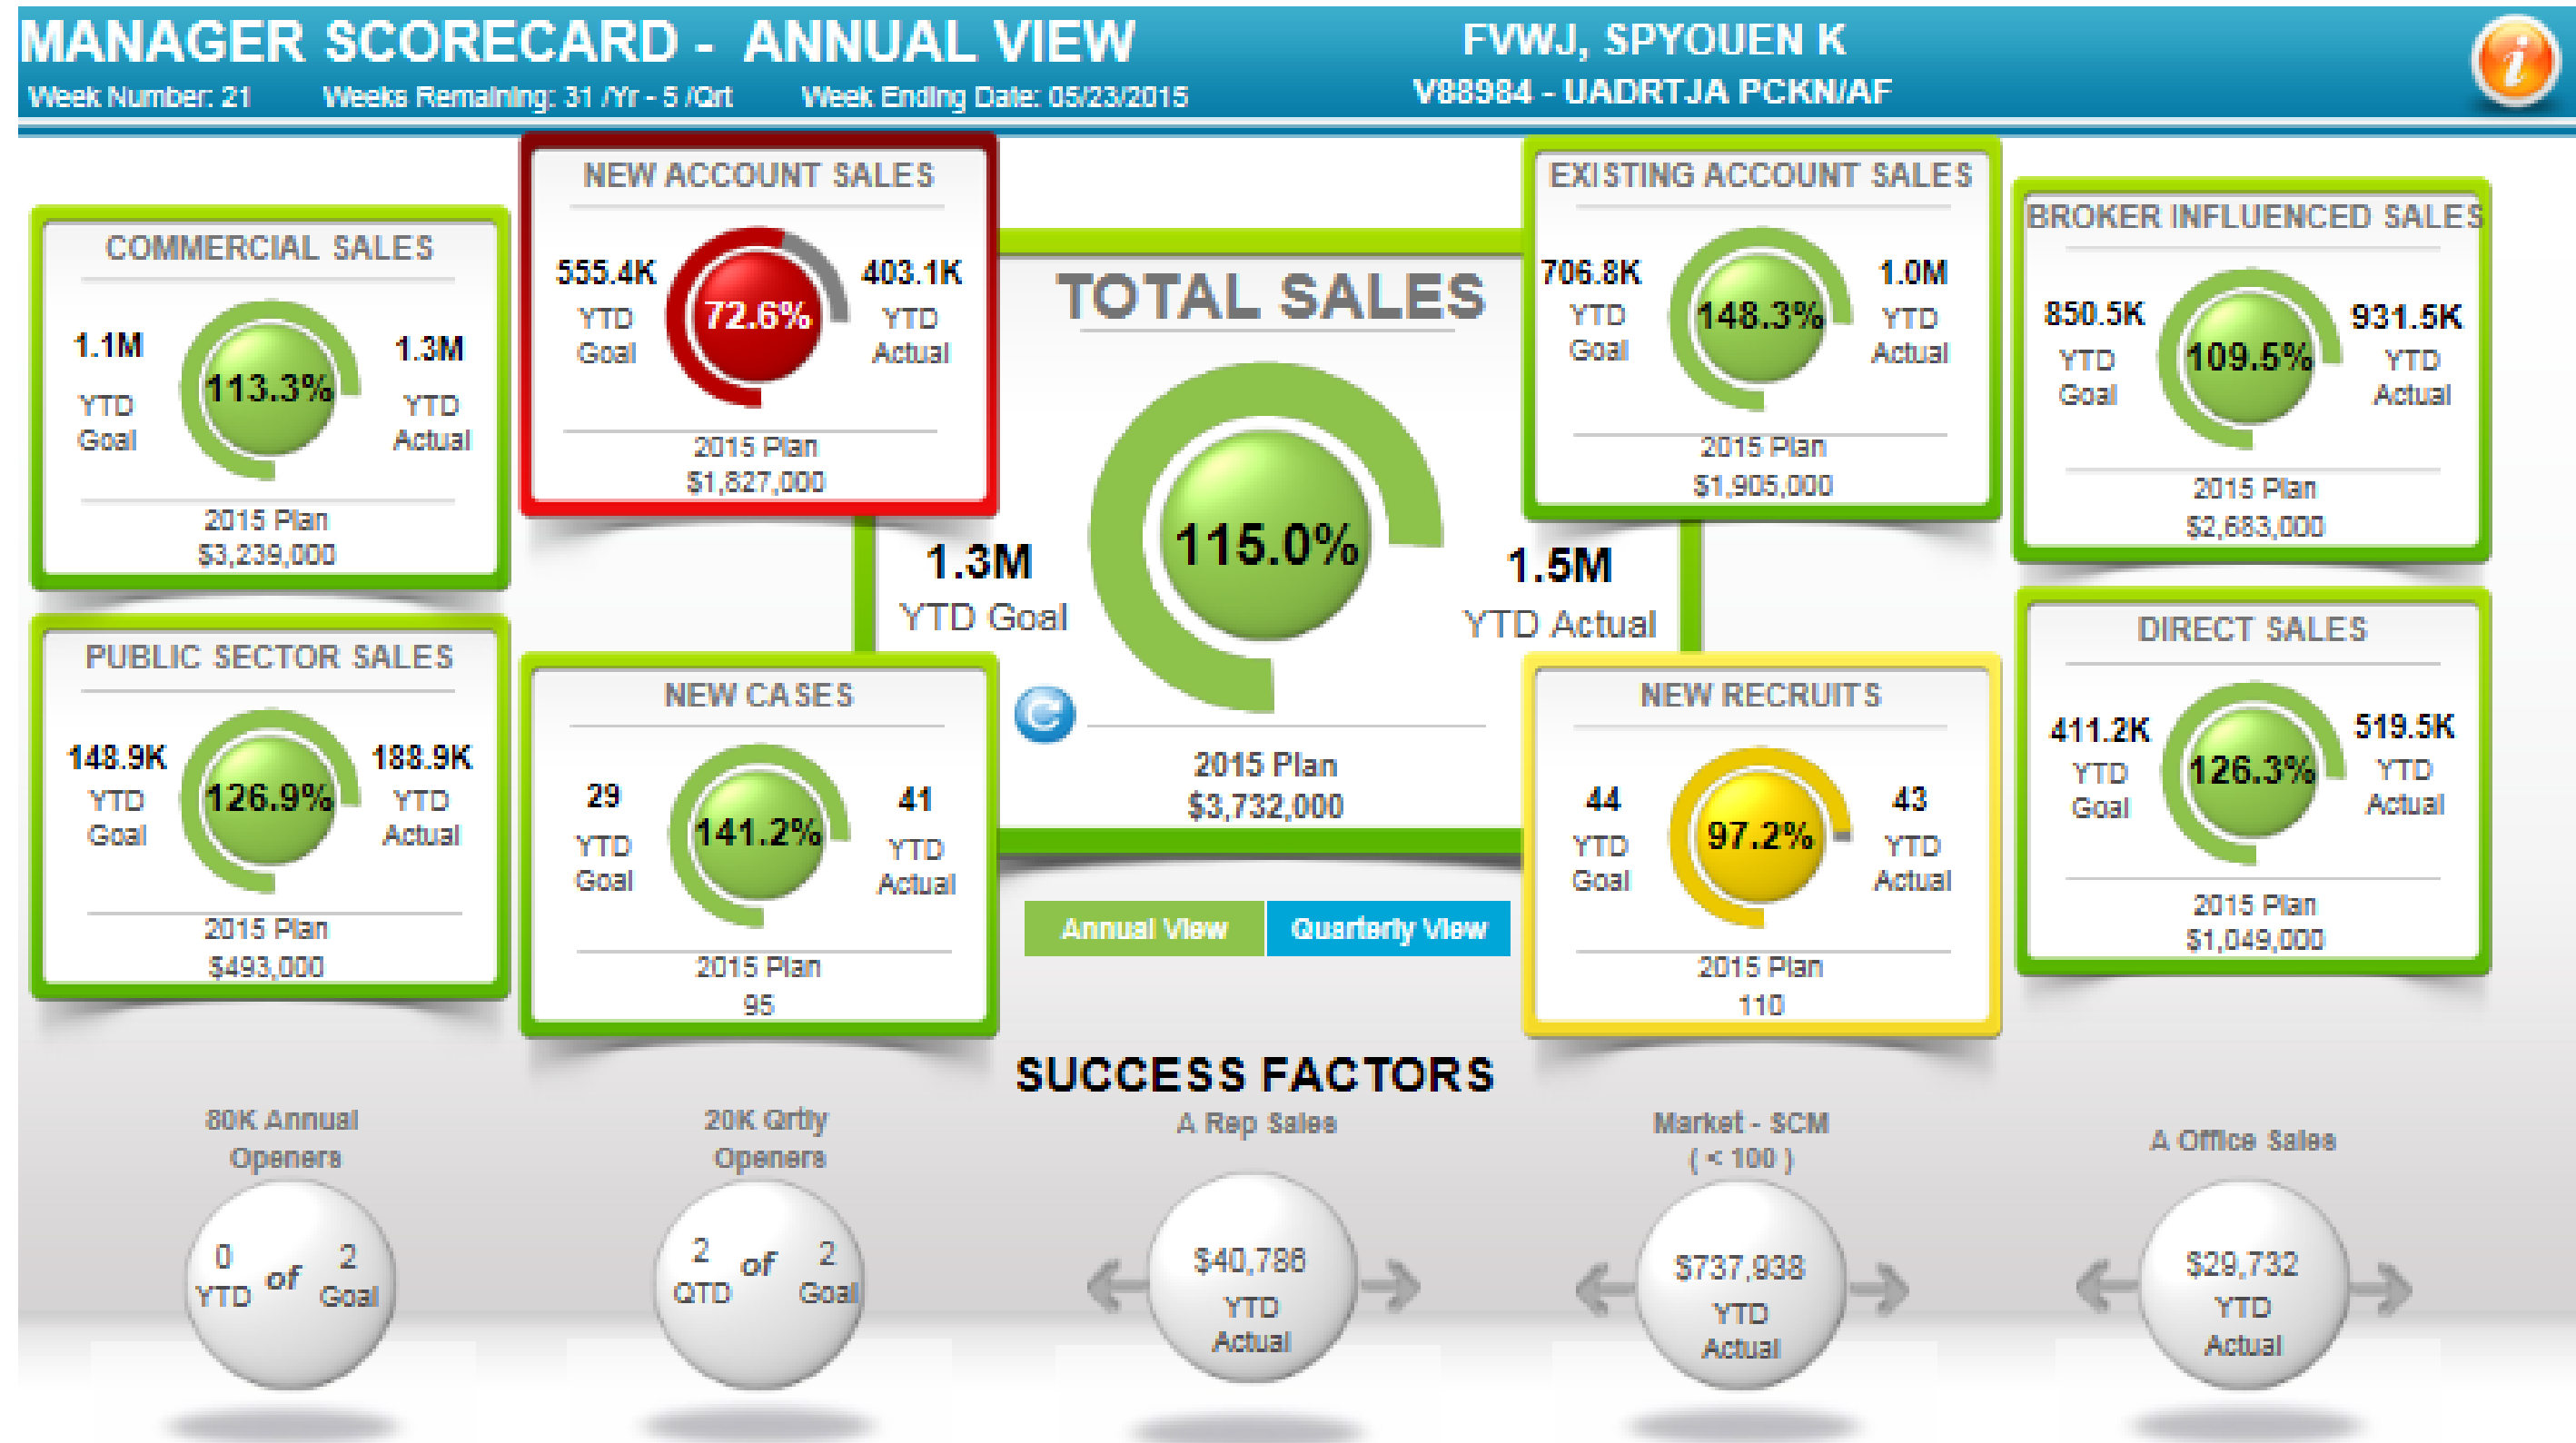 MANAGER SCORECARD - ANNUAL VIEW
Week Number: 21 Weeks Remaining: 31 /Yr - 5 /Qrt Week Ending Date: 05/23/2015
FVWJ, SPYOUEN K
V88984 - UADRTJA PCKN/AF
i
COMMERCIAL SALES
1.1M
YTD
Goal
113.3%
1.3M
YTD
Actual
2015 Plan
$3,239,000
NEW ACCOUNT SALES
555.4K
YTD
Goal
72.6%
403.1K
YTD
Actual
2015 Plan
$1,827,000
TOTAL SALES
1.3M
YTD Goal
115.0%
1.5M
YTD Actual
2015 Plan
$3,732,000
EXISTING ACCOUNT SALES
706.8K
YTD
Goal
148.3%
1.0M
YTD
Actual
2015 Plan
$1,905,000
BROKER INFLUENCED SALES
850.5K
YTD
Goal
109.5%
931.5K
YTD
Actual
2015 Plan
$2,683,000
PUBLIC SECTOR SALES
148.9K
YTD
Goal
126.9%
188.9K
YTD
Actual
2015 Plan
$493,000
NEW CASES
29
YTD
Goal
141.2%
41
YTD
Actual
2015 Plan
95
Annual View
Quarterly View
NEW RECRUITS
44
YTD
Goal
97.2%
43
YTD
Actual
2015 Plan
110
DIRECT SALES
411.2K
YTD
Goal
126.3%
519.5K
YTD
Actual
2015 Plan
$1,049,000
SUCCESS FACTORS
80K Annual
Openers
0
YTD
of
2
Goal
20K Qrtly
Openers
2
QTD
of
2
Goal
A Rep Sales
$40,786
YTD
Actual
Market - SCM
( < 100 )
$737,938
YTD
Actual
A Office Sales
$29,732
YTD
Actual